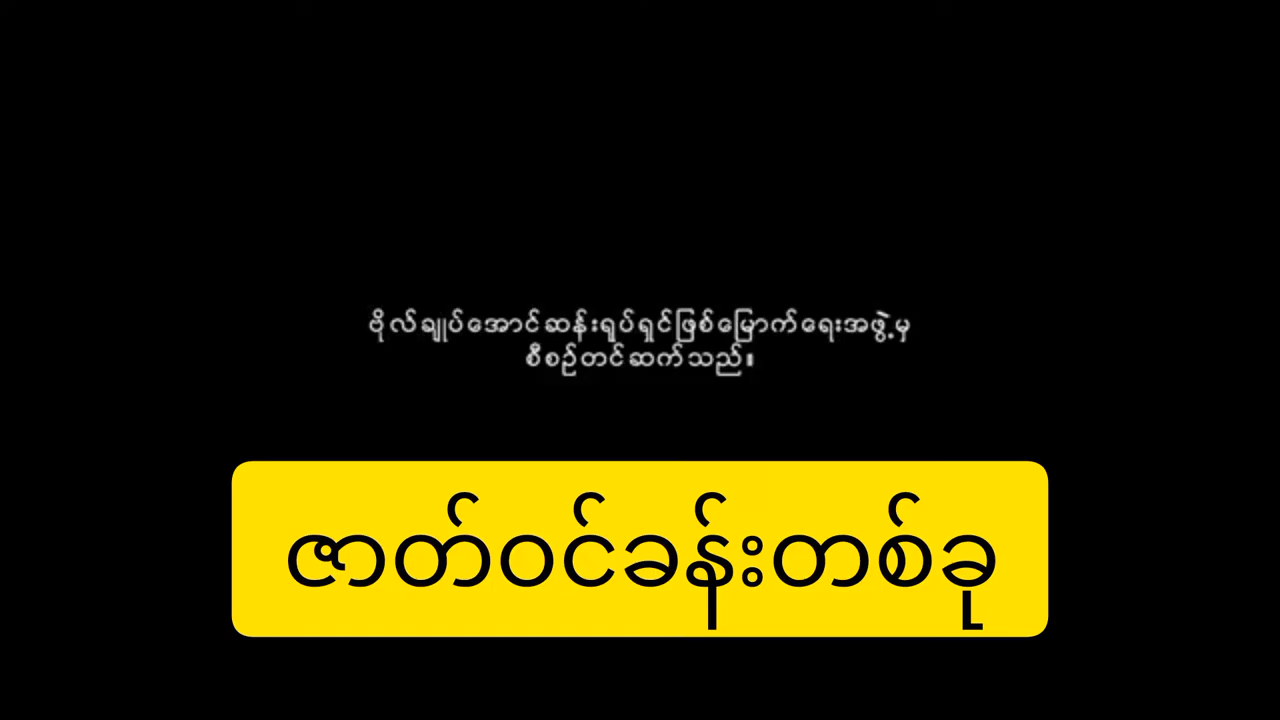 ဗိုလ်ချုပ်အောင်ဆန်းရုပ်ရှင်ဖြစ်မြောက်ရေးအဖွဲ့မှ
စီစဉ်တင်ဆက်သည်။
ဇာတ်ဝင်ခန်းတစ်ခု